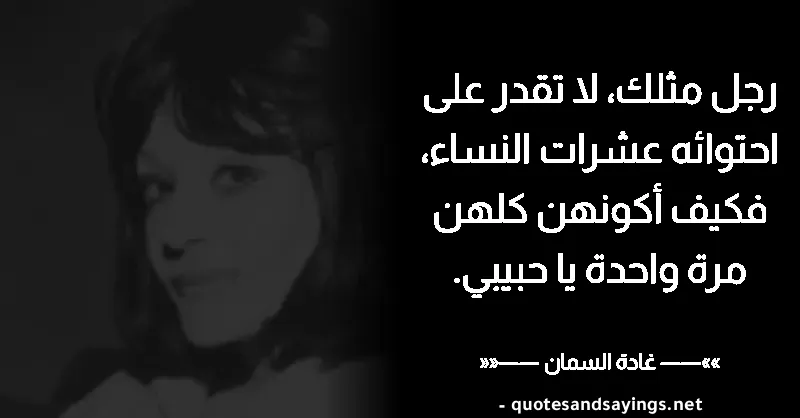 رجل مثلك، لا تقدر على
احتوائه عشرات النساء،
فكيف أكونهن كلهن
مرة واحدة يا حبيبي.
»»—— غادة السمان ——««
- quotesandsayings.net